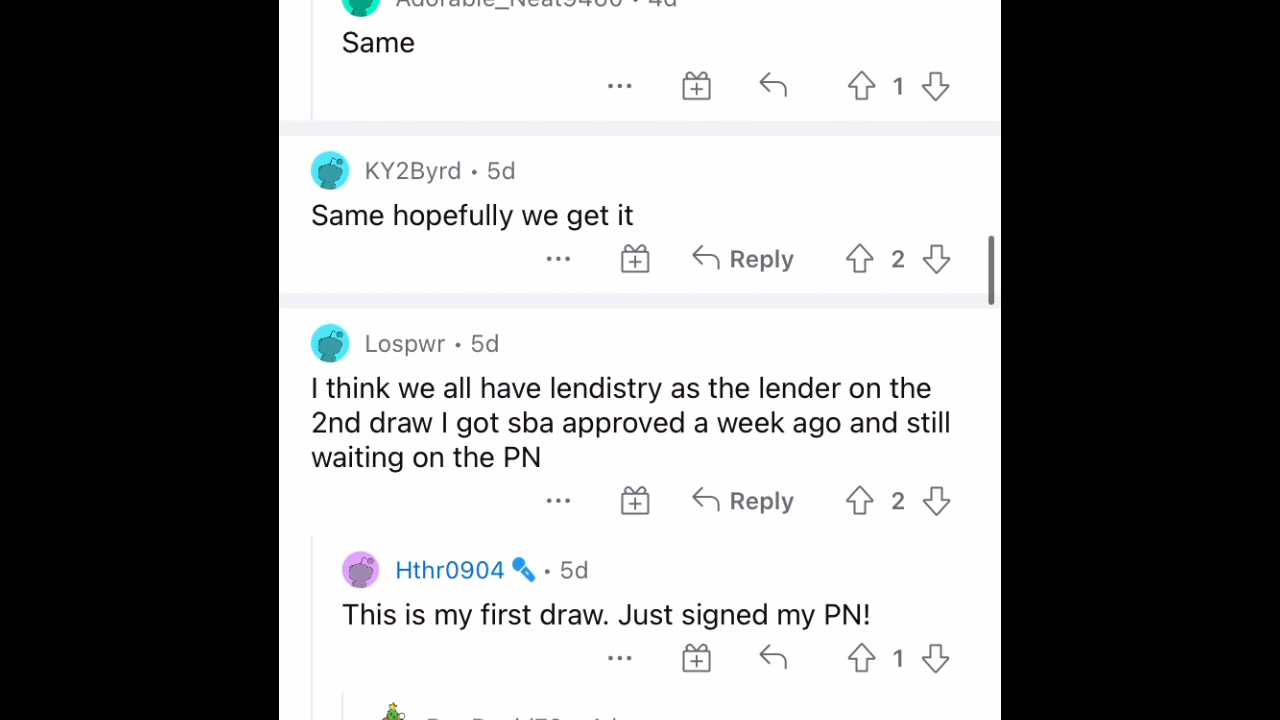 Adorable_Neat9460 • 4d
Same
1
KY2Byrd • 5d
Same hopefully we get it
Reply 2
Lospwr • 5d
I think we all have lendistry as the lender on the
2nd draw I got sba approved a week ago and still
waiting on the PN
Reply 2
Hthr0904 • 5d
This is my first draw. Just signed my PN!
1